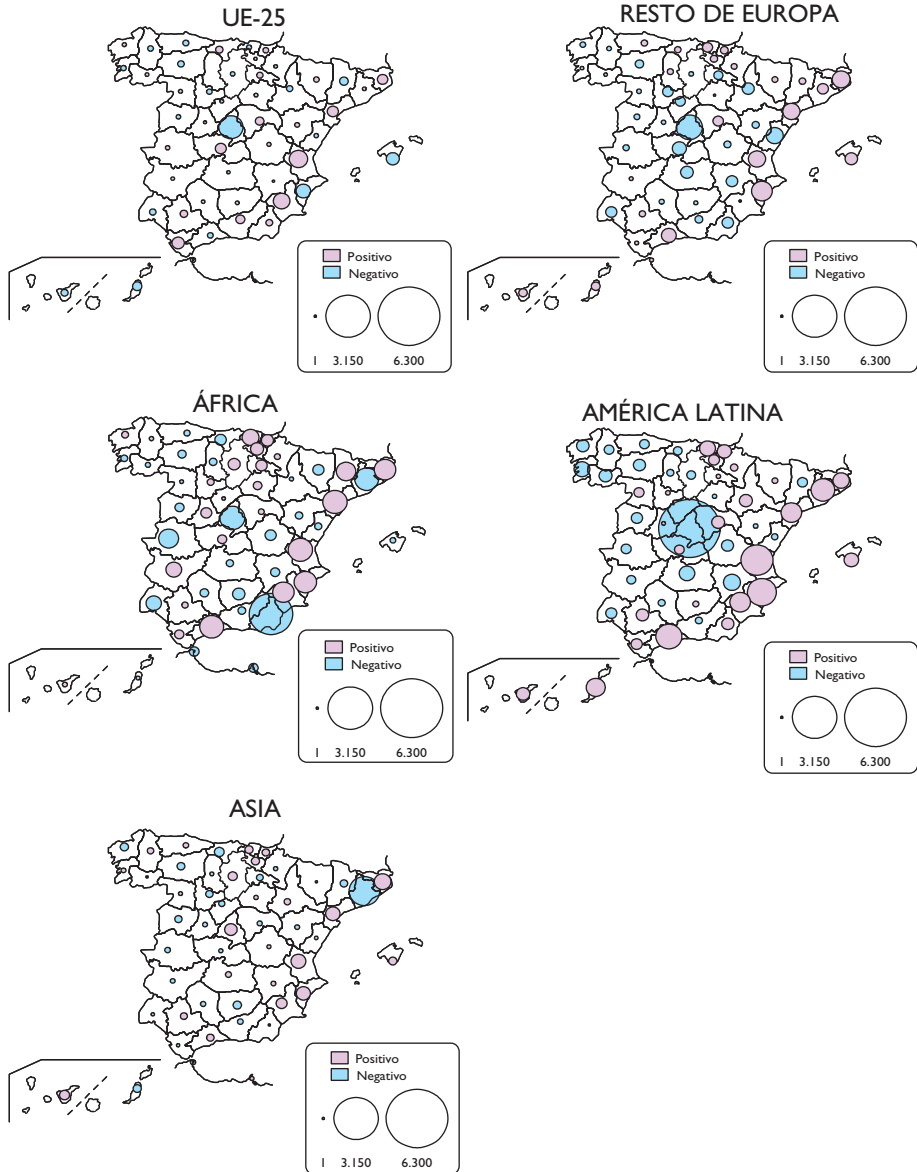 UE-25
Positivo
Negativo
1 3.150 6.300
RESTO DE EUROPA
Positivo
Negativo
1 3.150 6.300
ÁFRICA
Positivo
Negativo
1 3.150 6.300
AMÉRICA LATINA
Positivo
Negativo
1 3.150 6.300
ASIA
Positivo
Negativo
1 3.150 6.300